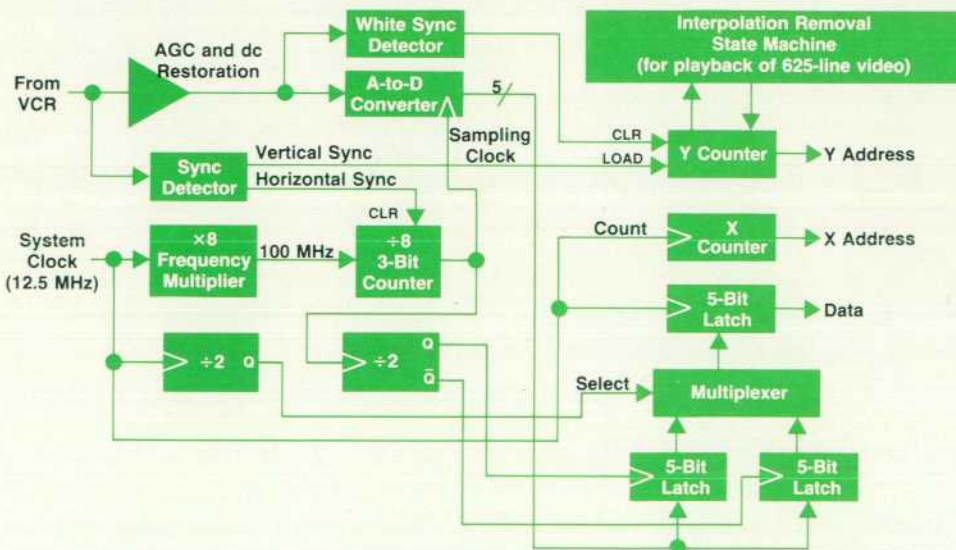 White Sync
Detector
Interpolation Removal
State Machine
(for playback of 625-line video)
AGC and dc
Restoration
From
VCR
A-to-D
Converter
5
Sampling
Clock
CLR
LOAD
Y Counter
Y Address
Sync
Detector
Vertical Sync
Horizontal Sync
CLR
System
Clock
(12.5 MHz)
×8
Frequency
Multiplier
100 MHz
÷8
3-Bit
Counter
Count
X
Counter
X Address
5-Bit
Latch
Data
÷2 Q
÷2
Q
Q̅
Select
Multiplexer
5-Bit
Latch
5-Bit
Latch